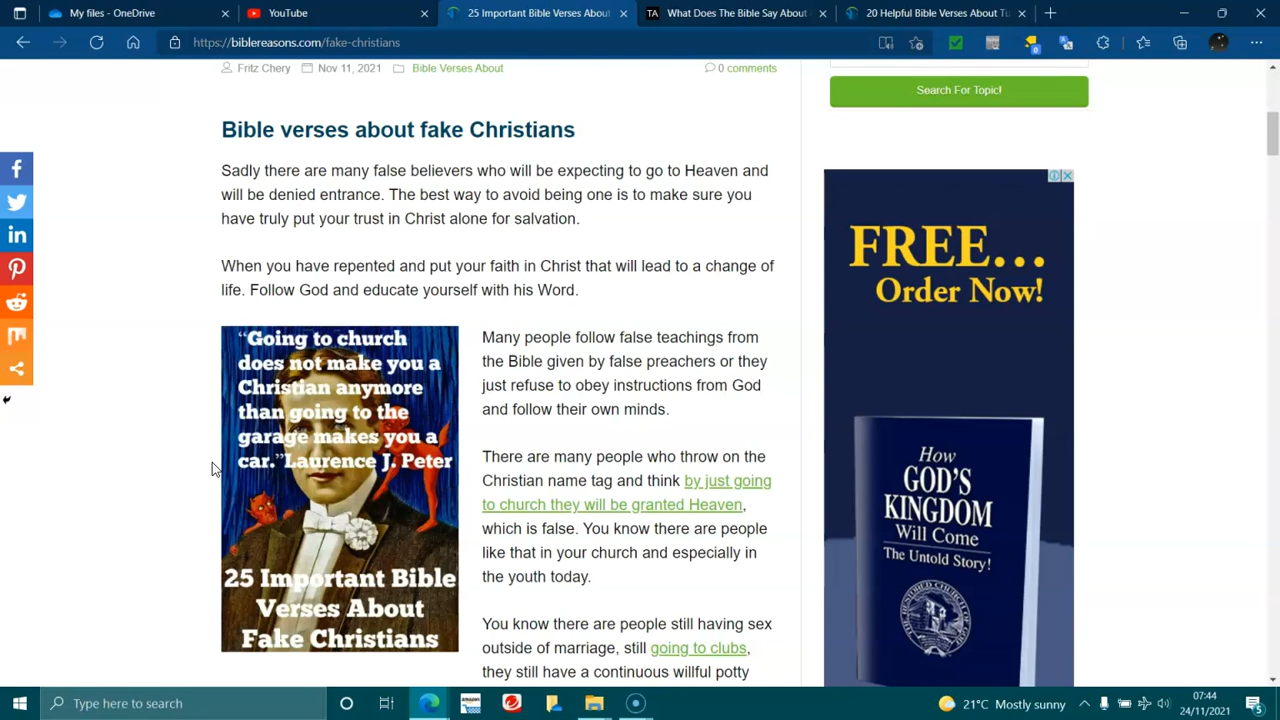 My files - OneDrive
YouTube
25 Important Bible Verses About
What Does The Bible Say About
TA
20 Helpful Bible Verses About Tu
https://biblereasons.com/fake-christians
Fritz Chery Nov 11, 2021 Bible Verses About 0 comments
Search For Topic!
Bible verses about fake Christians
Sadly there are many false believers who will be expecting to go to Heaven and
will be denied entrance. The best way to avoid being one is to make sure you
have truly put your trust in Christ alone for salvation.
When you have repented and put your faith in Christ that will lead to a change of
life. Follow God and educate yourself with his Word.
“Going to church
does not make you a
Christian anymore
than going to the
garage makes you a
car.”Laurence J. Peter
25 Important Bible
Verses About
Fake Christians
Many people follow false teachings from
the Bible given by false preachers or they
just refuse to obey instructions from God
and follow their own minds.
There are many people who throw on the
Christian name tag and think by just going
to church they will be granted Heaven,
which is false. You know there are people
like that in your church and especially in
the youth today.
You know there are people still having sex
outside of marriage, still going to clubs,
they still have a continuous willful potty
FREE...
Order Now!
How
GOD'S
KINGDOM
Will Come
The Untold Story!
Type here to search
21°C Mostly sunny
07:44
24/11/2021
5